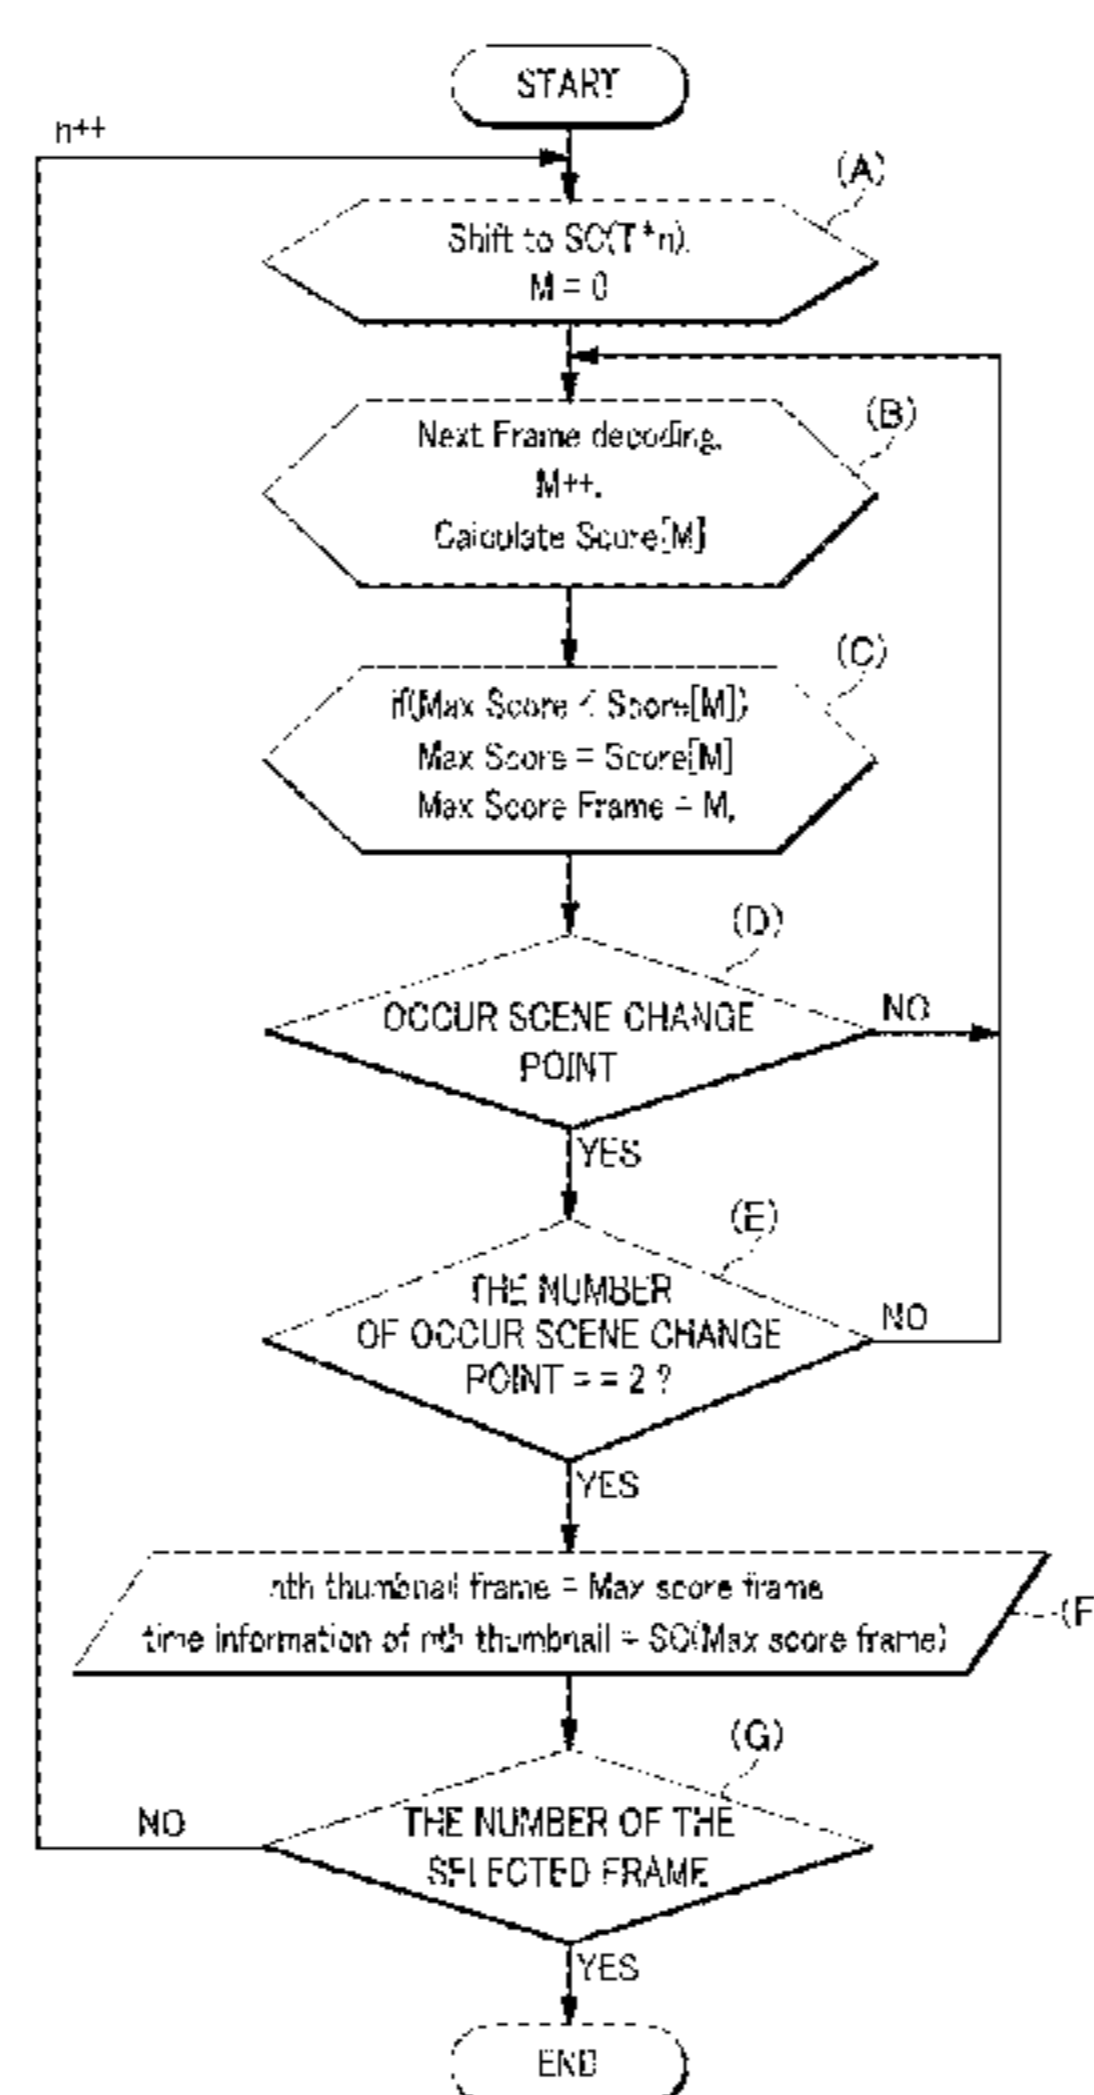 START
n++
(A)
Shift to SC(T*n).
M = 0
(B)
Next Frame decoding,
M++,
Calculate Score[M]
(C)
if(Max Score < Score[M])
Max Score = Score[M]
Max Score Frame = M,
(D)
OCCUR SCENE CHANGE
POINT
NO
YES
(E)
THE NUMBER
OF OCCUR SCENE CHANGE
POINT = = 2 ?
NO
YES
nth thumbnail frame = Max score frame
time information of nth thumbnail = SC(Max score frame)
(F
(G)
THE NUMBER OF THE
SELECTED FRAME
NO
YES
END